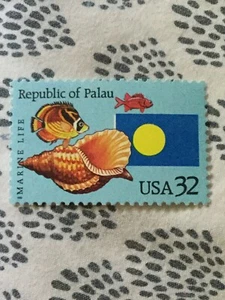 Republic of Palau
MARINE LIFE
USA 32